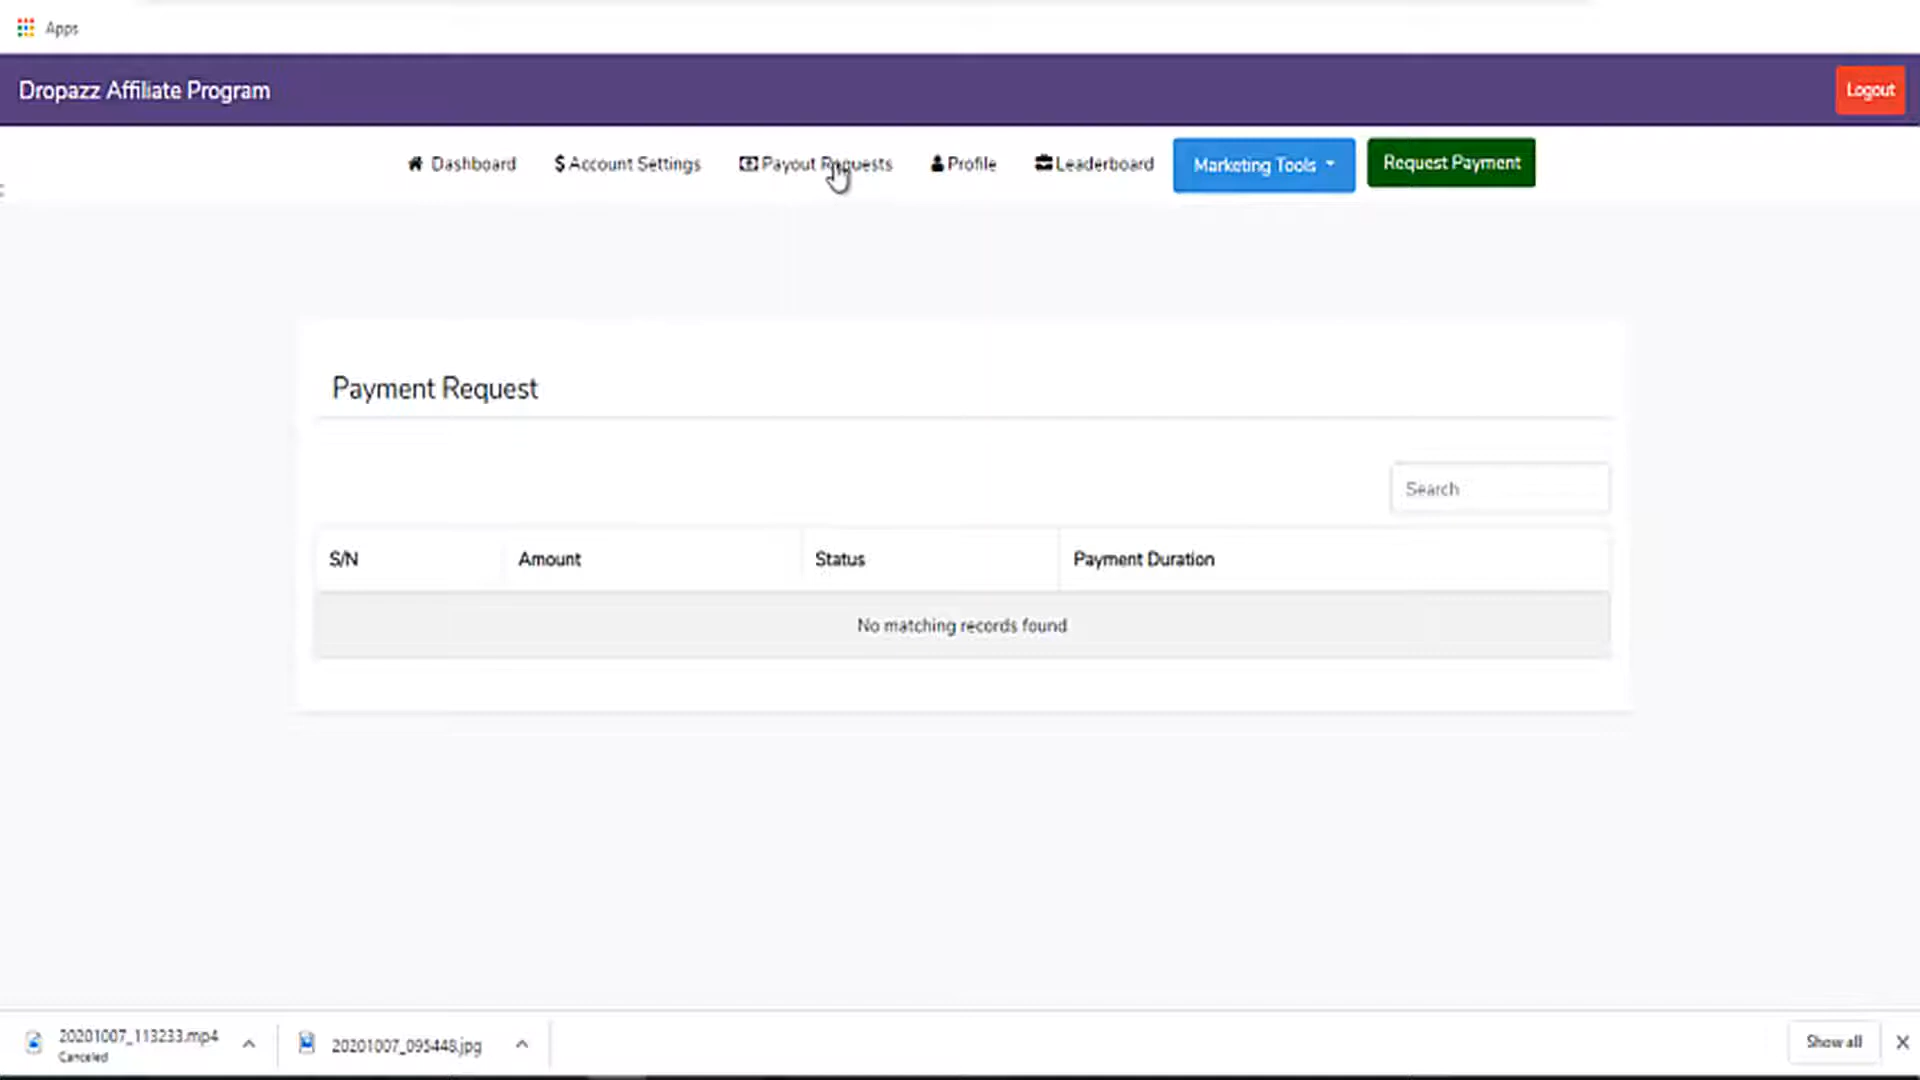 Apps
Dropazz Affiliate Program
Logout
Dashboard
$ Account Settings
Payout Requests
Profile
Leaderboard
Marketing Tools
Request Payment
Payment Request
Search
S/N Amount Status Payment Duration
No matching records found
20201007_113233.mp4
Canceled
20201007_095448.jpg
Show all